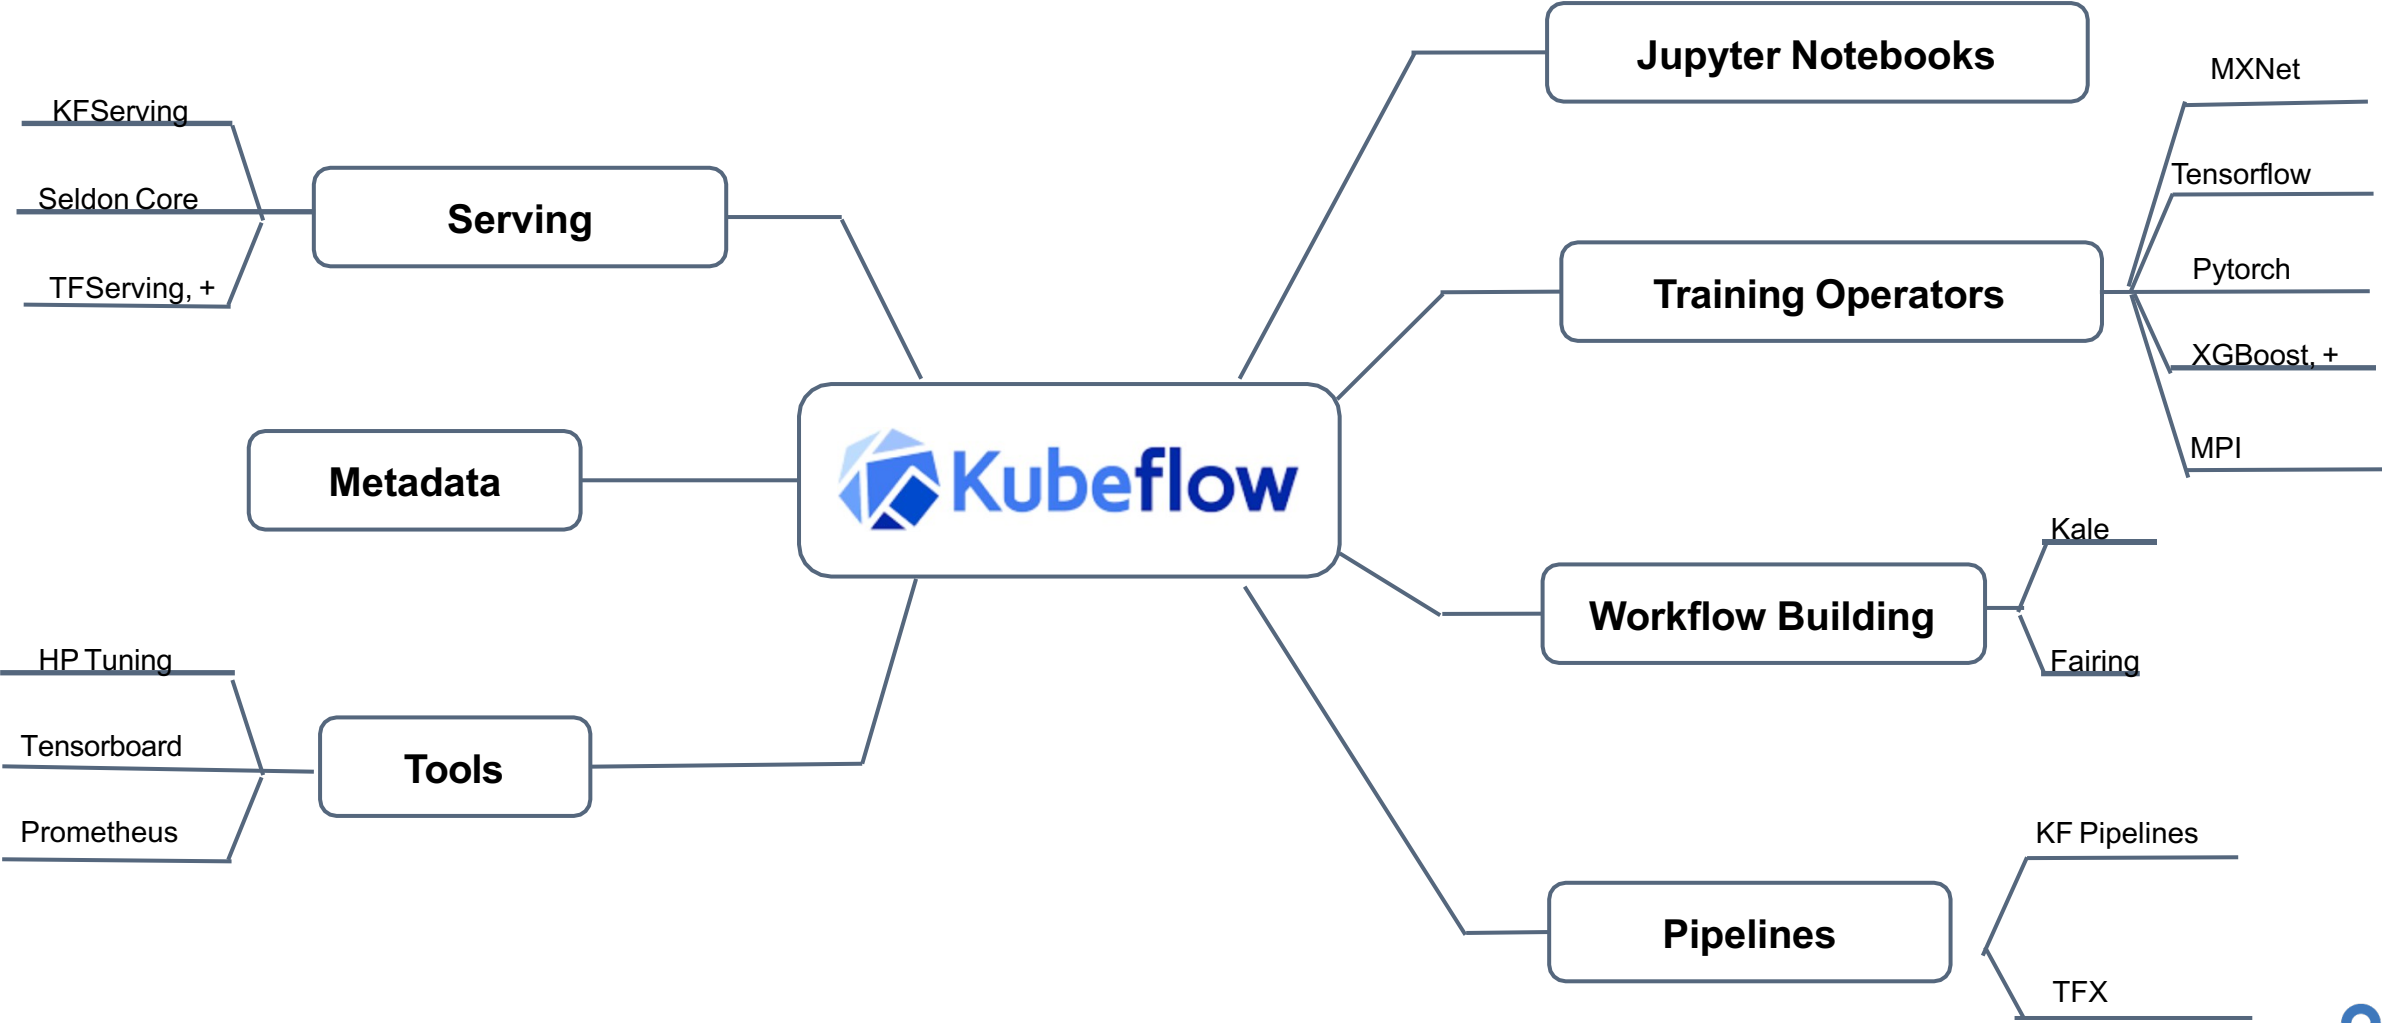 Jupyter Notebooks
MXNet
KFServing
Tensorflow
Seldon Core
Serving
Pytorch
TFServing, +
Training Operators
XGBoost, +
MPI
Kubeflow
Metadata
Kale
Workflow Building
HP Tuning
Fairing
Tensorboard
Tools
Prometheus
KF Pipelines
Pipelines
TFX